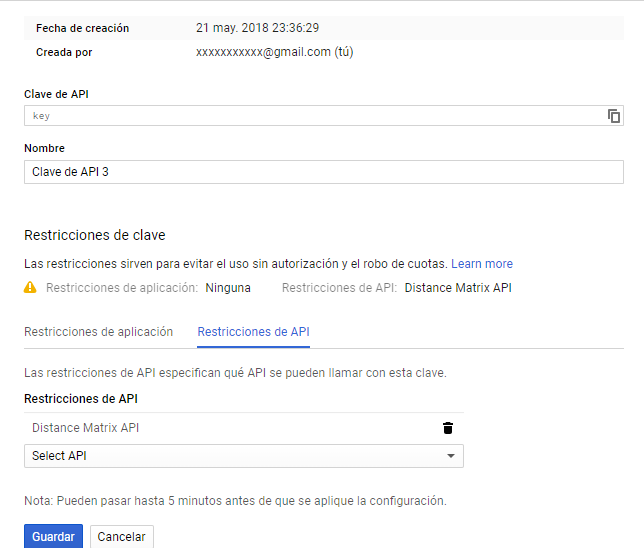 Fecha de creación 21 may. 2018 23:36:29
Creada por xxxxxxxxxxx@gmail.com (tú)
Clave de API
key
Nombre
Clave de API 3
Restricciones de clave
Las restricciones sirven para evitar el uso sin autorización y el robo de cuotas. Learn more
Restricciones de aplicación: Ninguna Restricciones de API: Distance Matrix API
Restricciones de aplicación Restricciones de API
Las restricciones de API especifican qué API se pueden llamar con esta clave.
Restricciones de API
Distance Matrix API
Select API
Nota: Pueden pasar hasta 5 minutos antes de que se aplique la configuración.
Guardar Cancelar